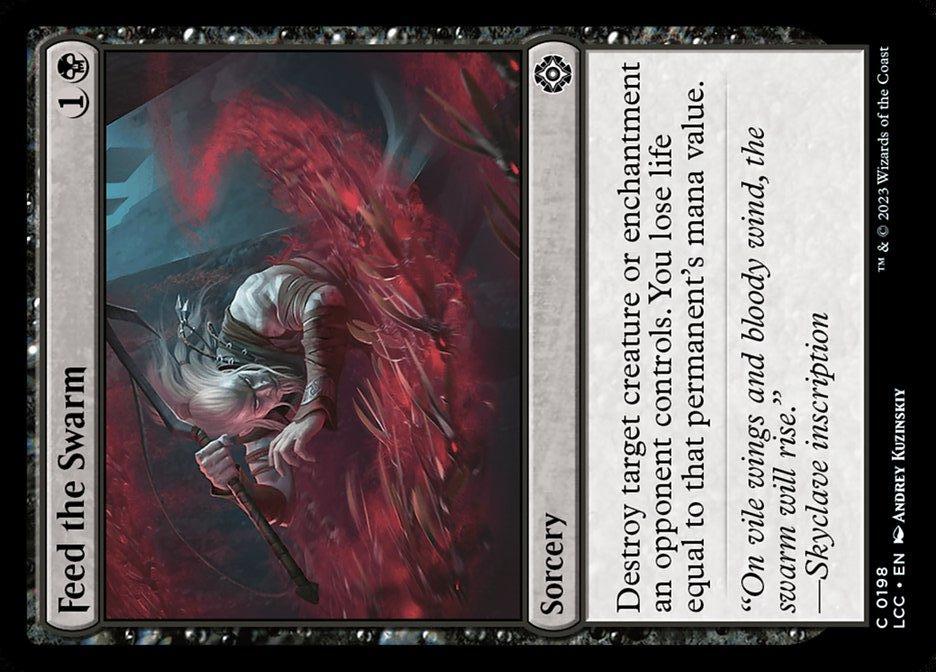 Feed the Swarm 1
Sorcery
Destroy target creature or enchantment
an opponent controls. You lose life
equal to that permanent's mana value.
"On vile wings and bloody wind, the
swarm will rise."
—Skyclave inscription
C 0198
LCC • EN ANDREY KUZINSKIY
™ & © 2023 Wizards of the Coast